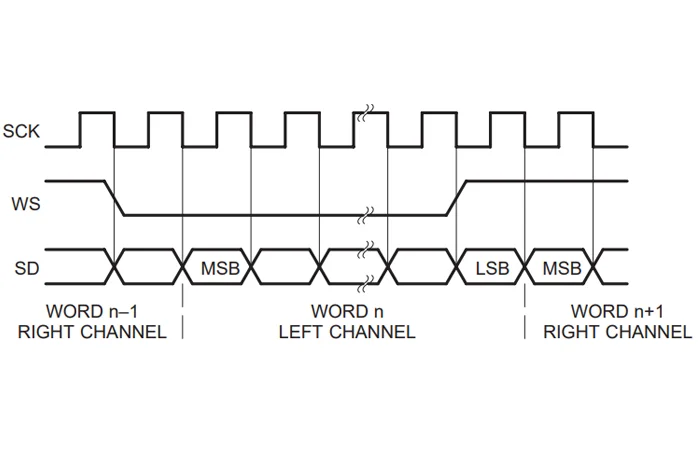 SCK
WS
SD
MSB
LSB
MSB
WORD n–1
RIGHT CHANNEL
WORD n
LEFT CHANNEL
WORD n+1
RIGHT CHANNEL